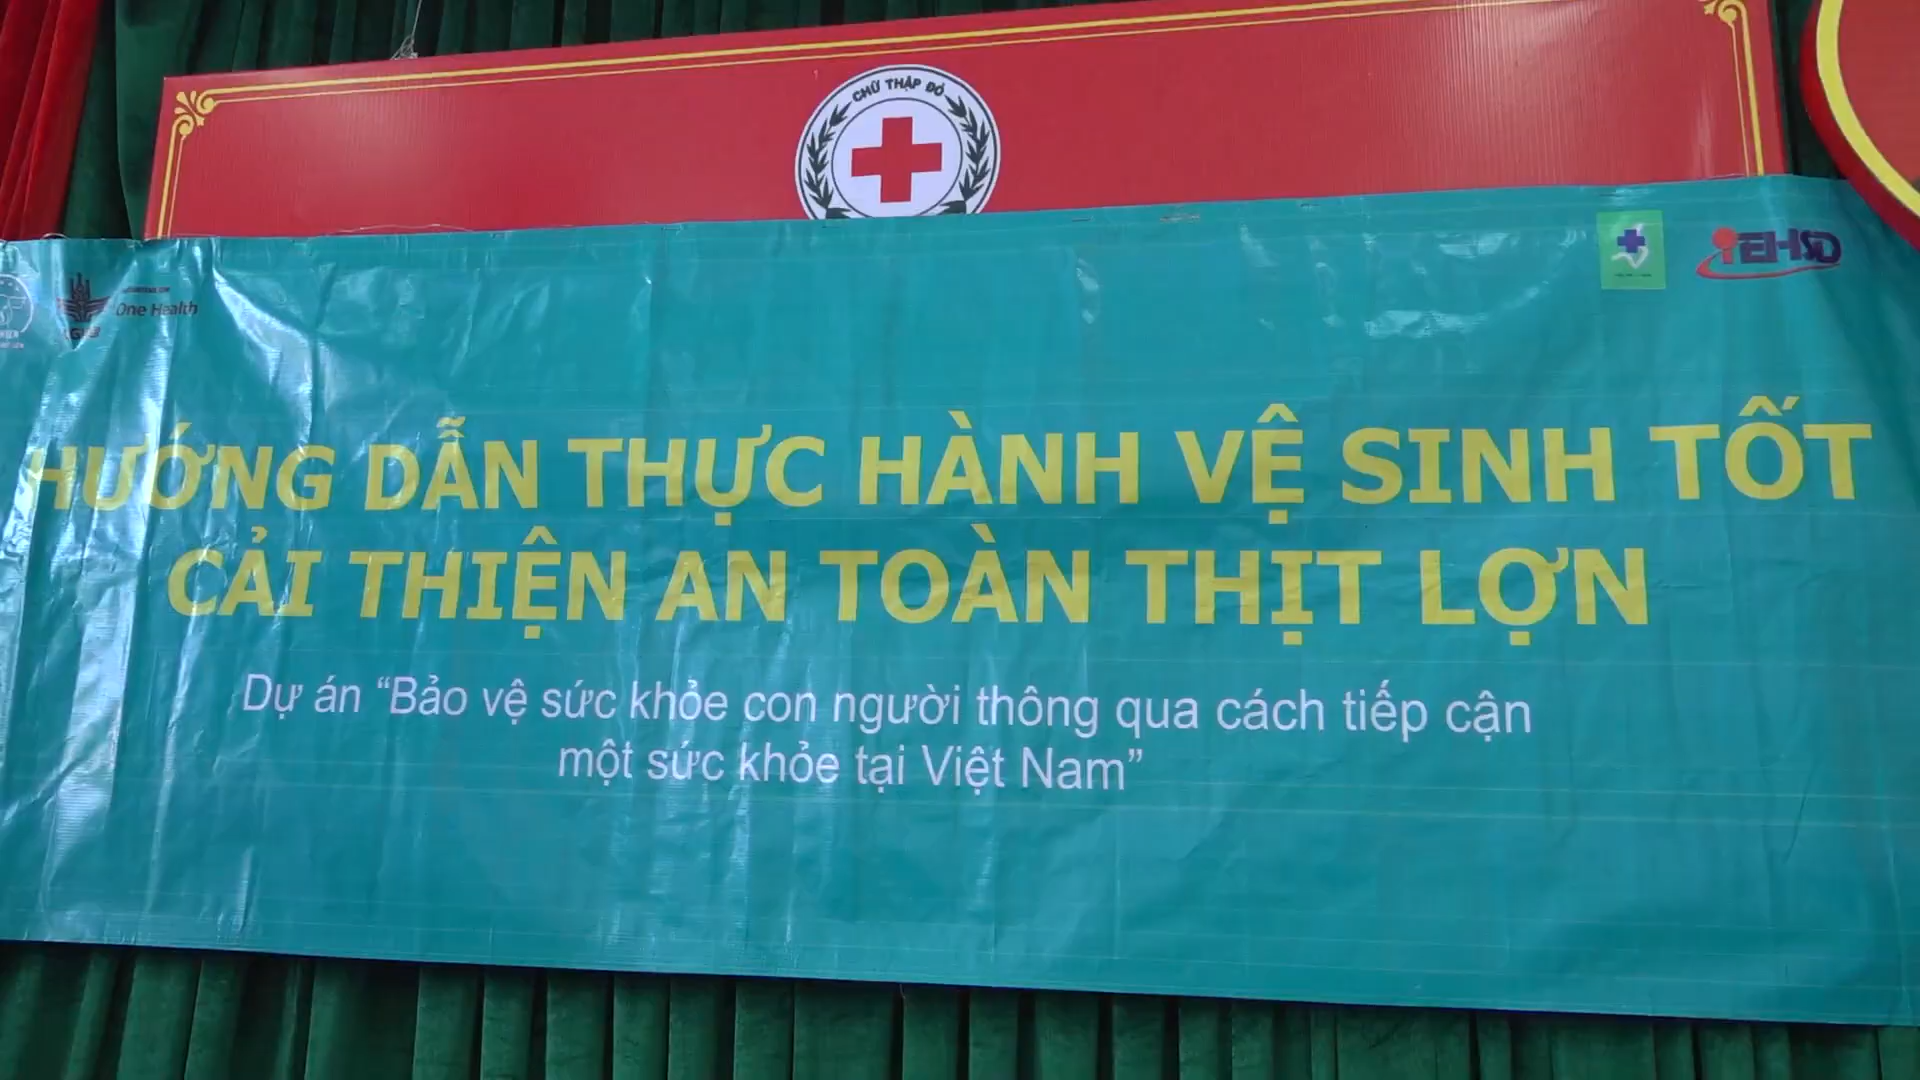 CHỮ THẬP ĐỎ
One Health
iEHSD
HƯỚNG DẪN THỰC HÀNH VỆ SINH TỐT
CẢI THIỆN AN TOÀN THỊT LỢN
Dự án “Bảo vệ sức khỏe con người thông qua cách tiếp cận
một sức khỏe tại Việt Nam”